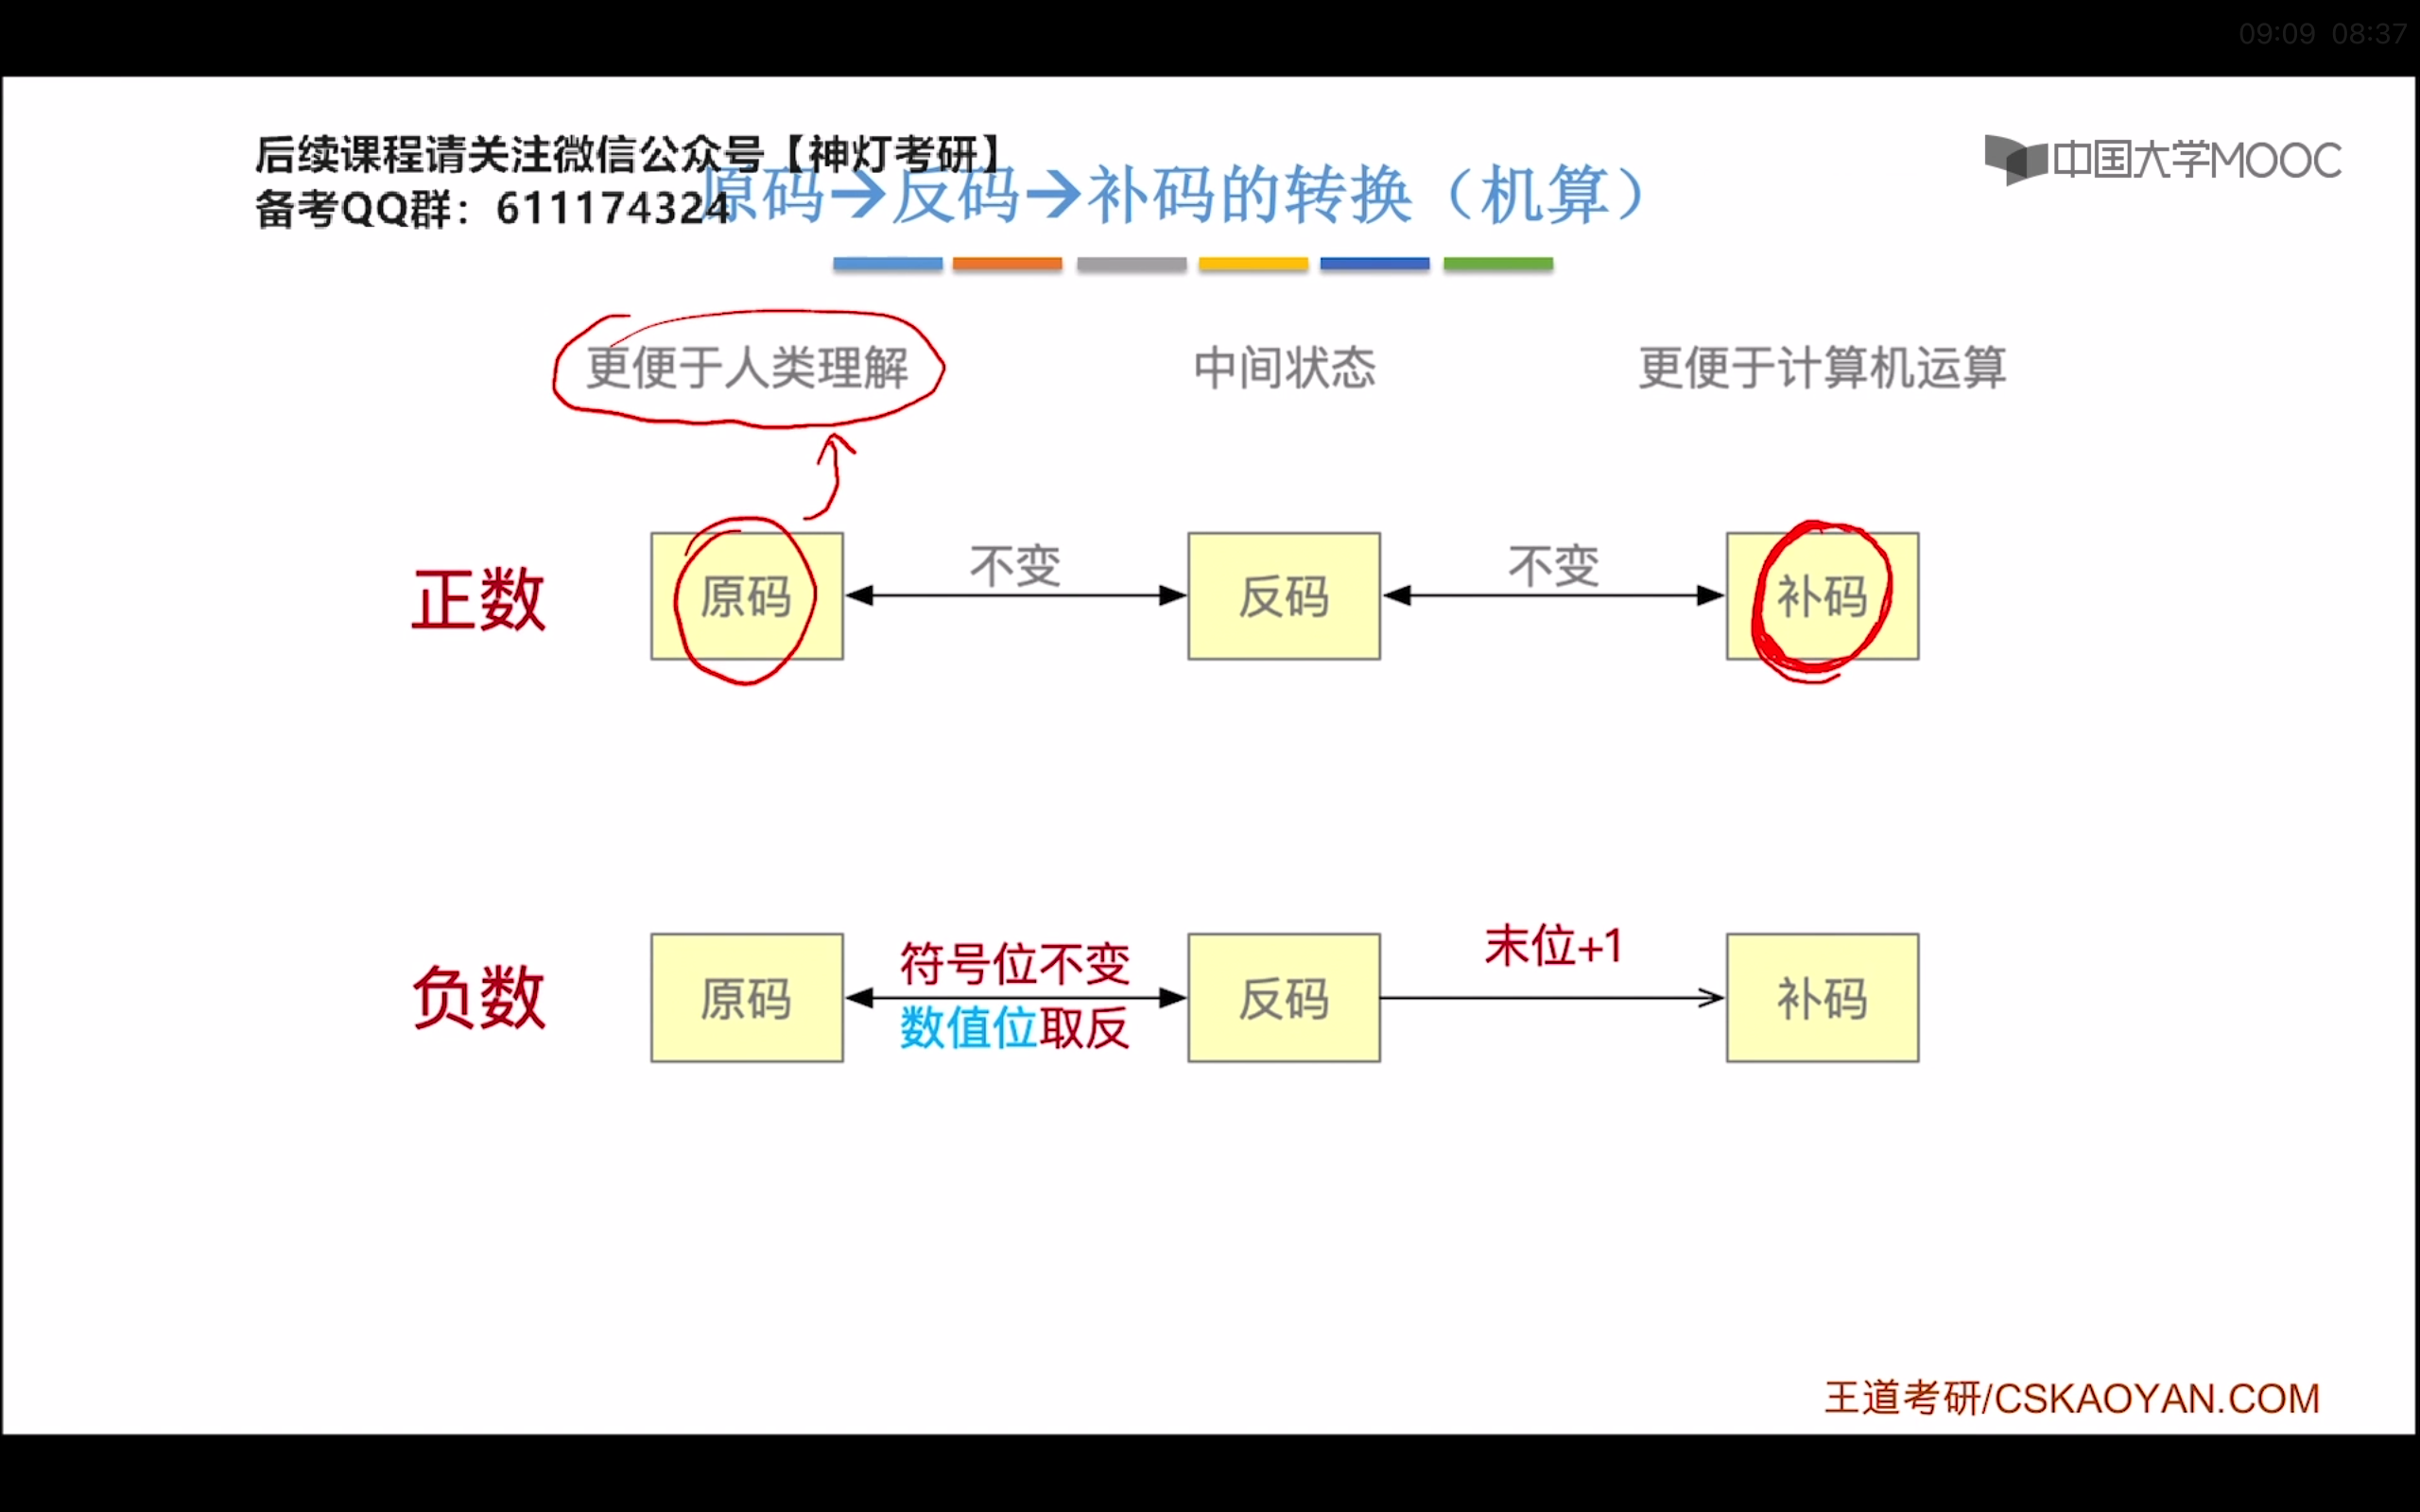 09:09 08:37
后续课程请关注微信公众号【神灯考研】
备考QQ群：611174324
原码→反码→补码的转换（机算）
中国大学MOOC
更便于人类理解 中间状态 更便于计算机运算
正数 原码 不变 反码 不变 补码
负数 原码 符号位不变 反码 末位+1 补码
数值位取反
王道考研/CSKAOYAN.COM